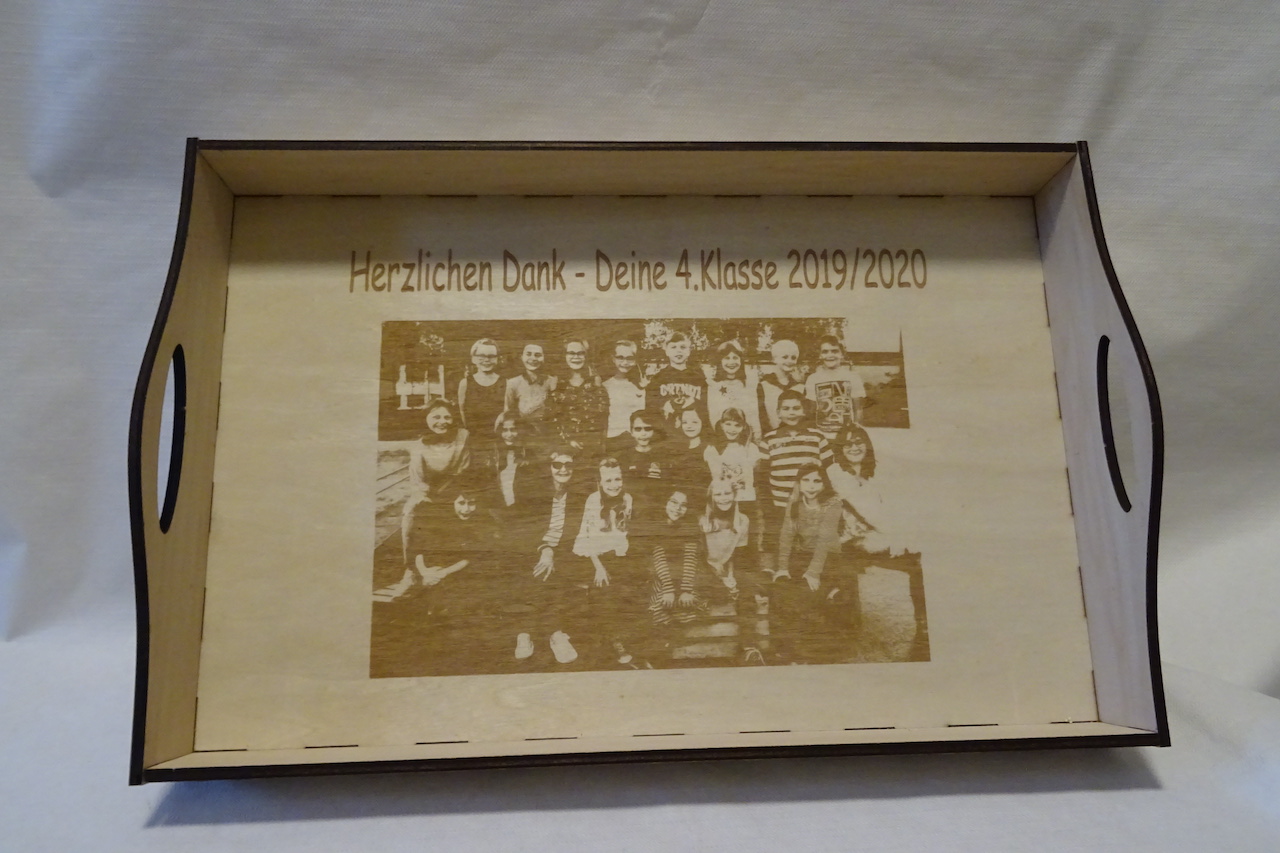 Herzlichen Dank - Deine 4.Klasse 2019/2020